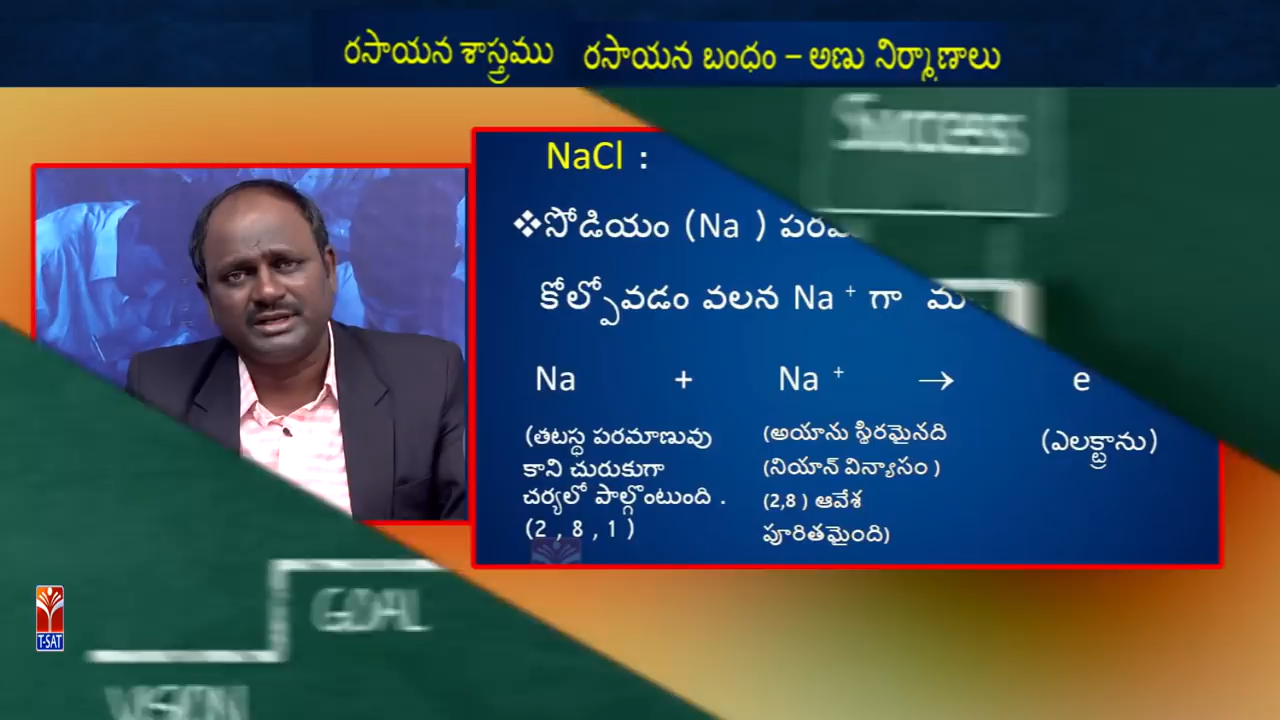 రసాయన శాస్త్రము రసాయన బంధం – అణు నిర్మాణాలు
Success
NaCl :
❖సోడియం (Na )
కోల్పోవడం వలన Na + గా
Na + Na + → e
(తటస్థ పరమాణువు
కాని చురుకుగా
చర్యలో పాల్గొంటుంది .
(2 , 8 , 1 )
(అయాను స్థిరమైనది
(నియాన్ విన్యాసం )
(2,8 ) ఆవేశ
పూరితమైంది)
(ఎలక్ట్రాను)
GOAL
VISION
T-SAT